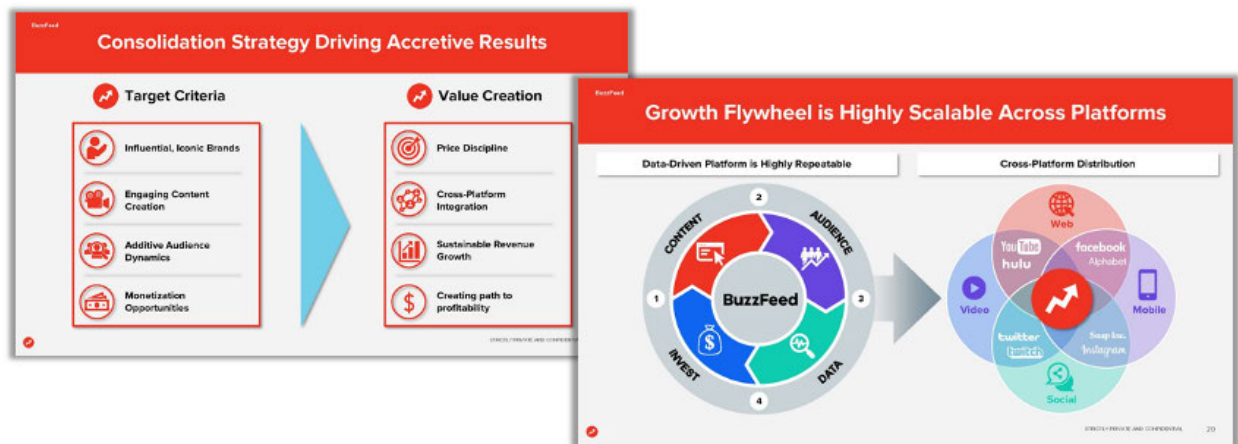 BuzzFeed
Consolidation Strategy Driving Accretive Results
Target Criteria
Influential, Iconic Brands
Engaging Content
Creation
Additive Audience
Dynamics
Monetization
Opportunities
Value Creation
Price Discipline
Cross-Platform
Integration
Sustainable Revenue
Growth
Creating path to
profitability
STRICTLY PRIVATE AND CONFIDENTIAL
BuzzFeed
Growth Flywheel is Highly Scalable Across Platforms
Data-Driven Platform is Highly Repeatable
2
CONTENT
AUDIENCE
1
BuzzFeed
3
INVEST
DATA
4
Cross-Platform Distribution
Web
YouTube
hulu
facebook
Alphabet
Video
Mobile
twitter
twitch
Snap Inc.
Instagram
Social
STRICTLY PRIVATE AND CONFIDENTIAL
20